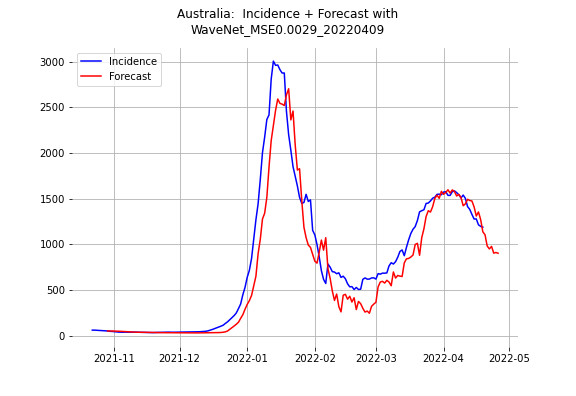 Australia:  Incidence + Forecast with
WaveNet_MSE0.0029_20220409
Incidence
Forecast
3000
2500
2000
1500
1000
500
0
2021-11 2021-12 2022-01 2022-02 2022-03 2022-04 2022-05